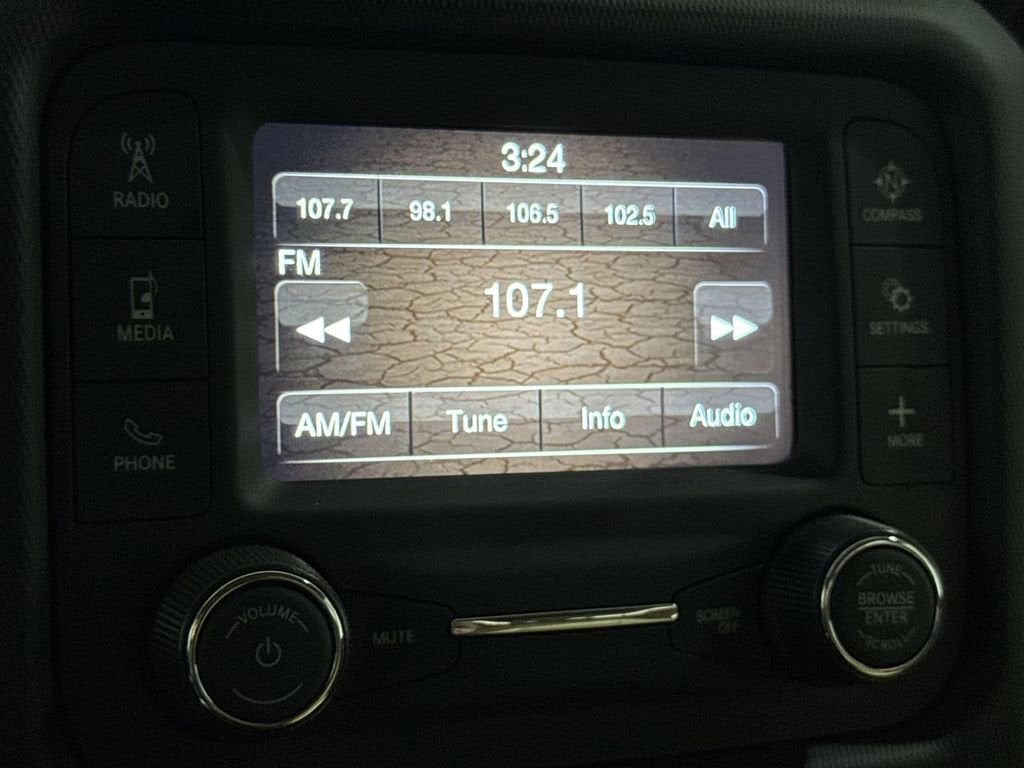 3:24
107.7 98.1 106.5 102.5 All
FM
107.1
AM/FM Tune Info Audio
RADIO
MEDIA
PHONE
N
COMPASS
SETTINGS
MORE
VOLUME
MUTE
SCREEN
OFF
TUNE
BROWSE
ENTER
SCROLL